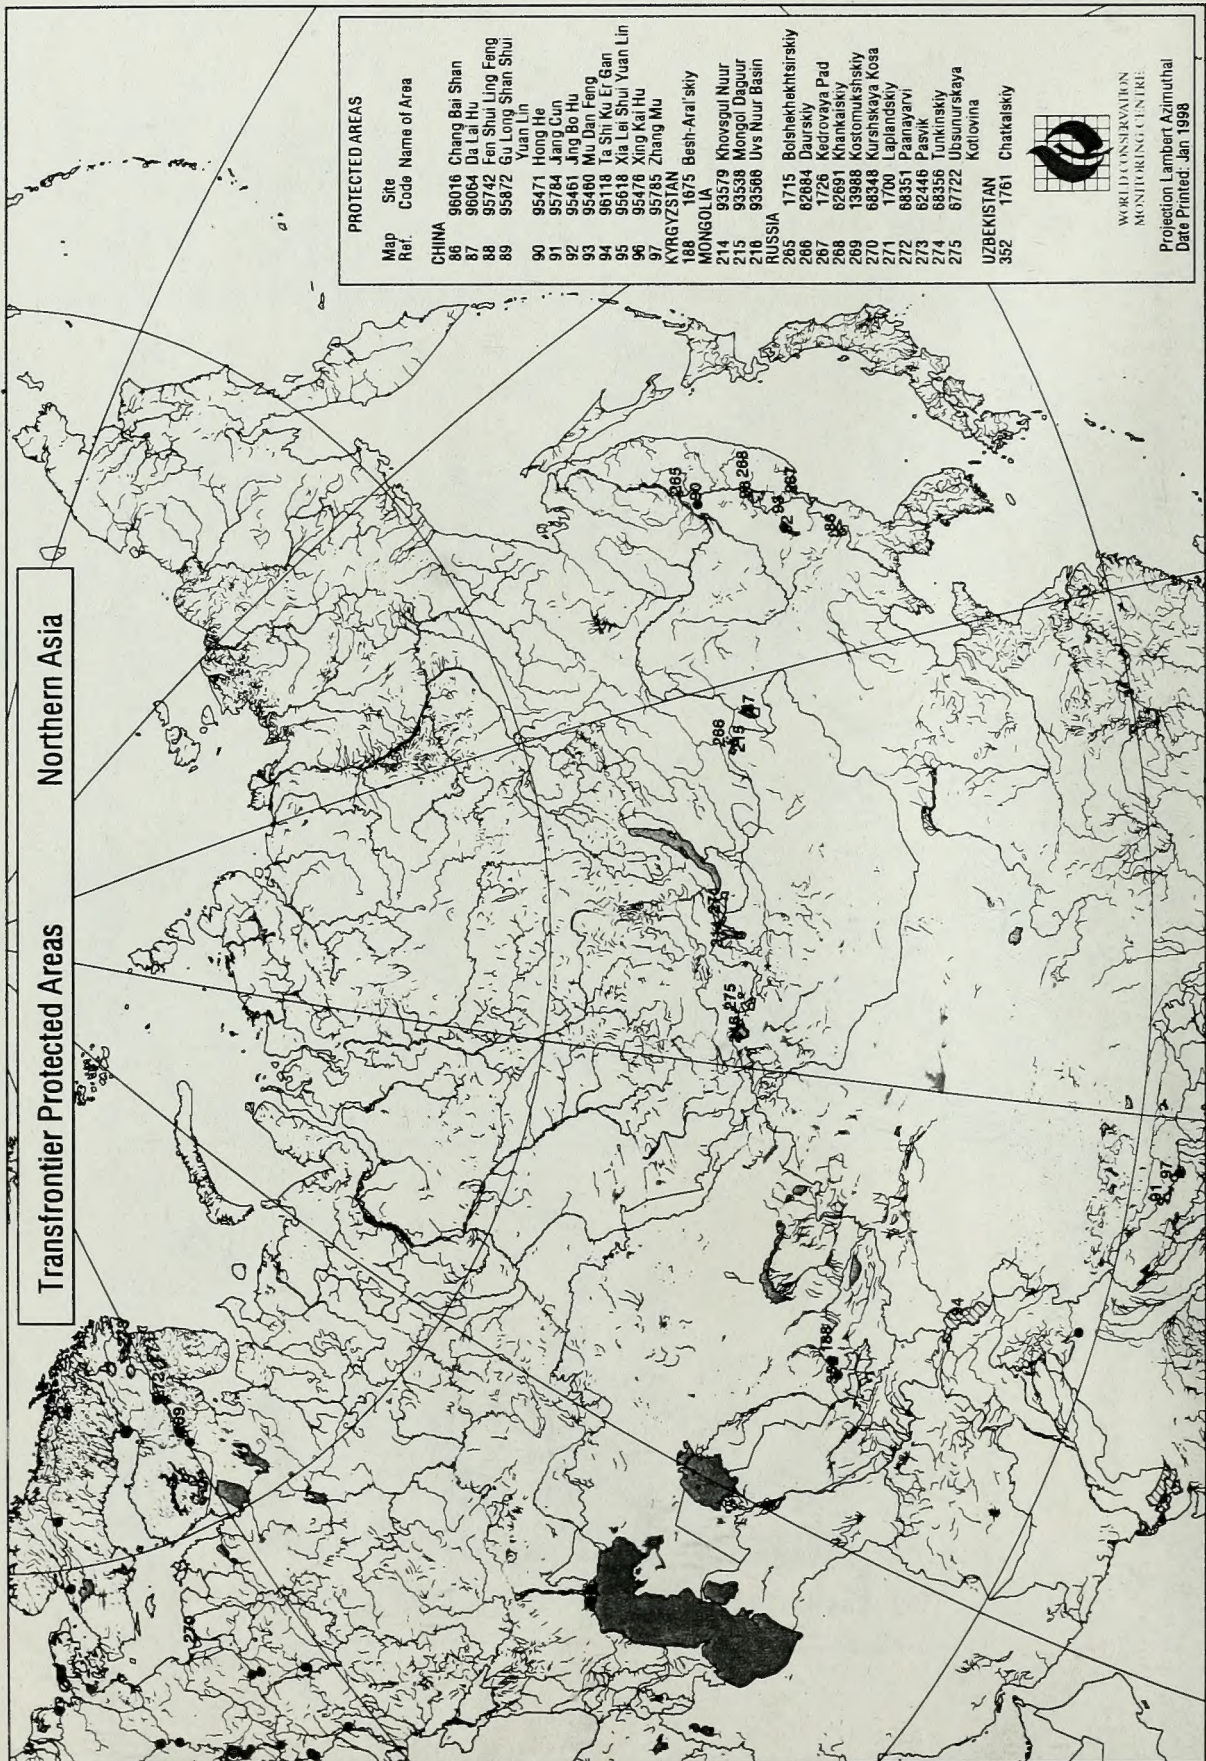 Transfrontier Protected Areas Northern Asia
PROTECTED AREAS
Map Site
Ref. Code Name of Area
CHINA
86 96016 Chang Bai Shan
87 96064 Da Lai Hu
88 95742 Fen Shui Ling Feng
89 95872 Gu Long Shan Shui
Yuan Lin
90 95471 Hong He
91 95784 Jiang Cun
92 95461 Jing Bo Hu
93 95460 Mu Dan Feng
94 96118 Ta Shi Ku Er Gan
95 95618 Xia Lei Shui Yuan Lin
96 95476 Xing Kai Hu
97 95785 Zhang Mu
KYRGYZSTAN
188 1675 Besh-Aral'skiy
MONGOLIA
214 93579 Khovsgul Nuur
215 93538 Mongol Daguur
216 93588 Uvs Nuur Basin
RUSSIA
265 1715 Bolshekhekhtsirskiy
266 62684 Daurskiy
267 1726 Kedrovaya Pad
268 62691 Khankaiskiy
269 13988 Kostomukshskiy
270 68348 Kurshskaya Kosa
271 1700 Laplandskiy
272 68351 Paanayarvi
273 62446 Pasvik
274 68356 Tunkinskiy
275 67722 Ubsunurskaya
Kotlovina
UZBEKISTAN
352 1761 Chatkalskiy
WORLD CONSERVATION
MONITORING CENTRE
Projection Lambert Azimuthal
Date Printed: Jan 1998
265
90
268
93
267
92
86
266
215
87
274
275
188
94
91 97
270